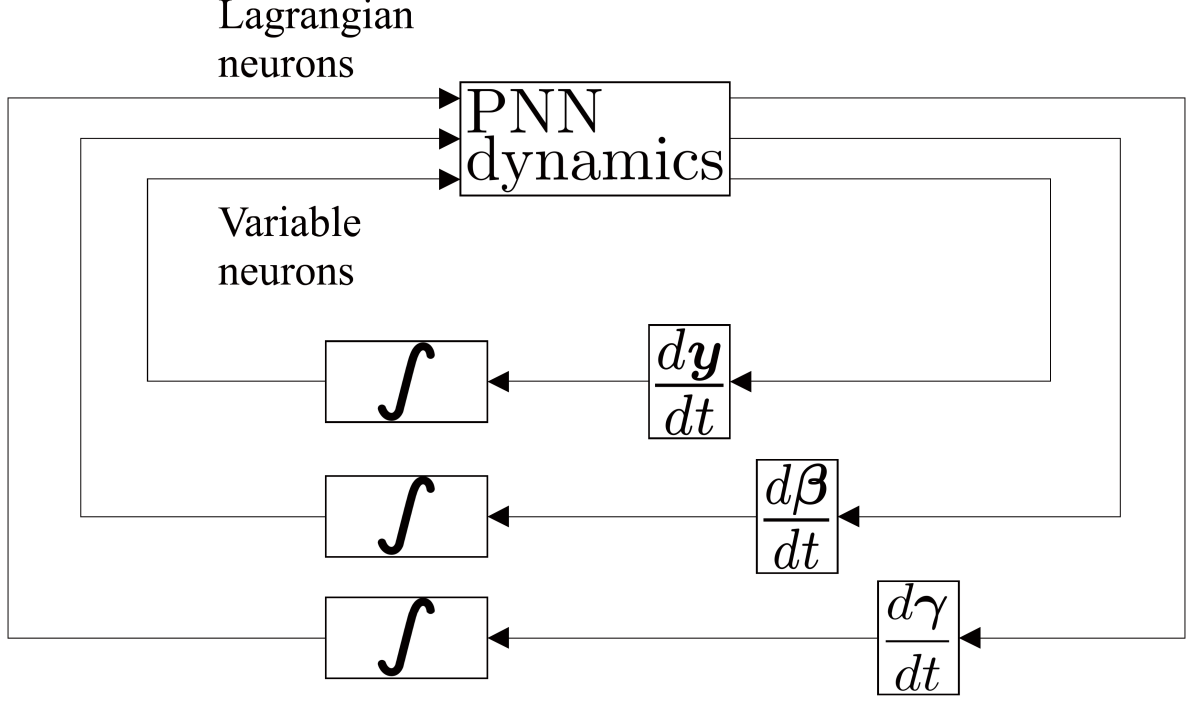 Lagrangian
neurons
PNN
dynamics
Variable
neurons
∫
d𝒚
dt
∫
d𝜷
dt
∫
d𝜸
dt